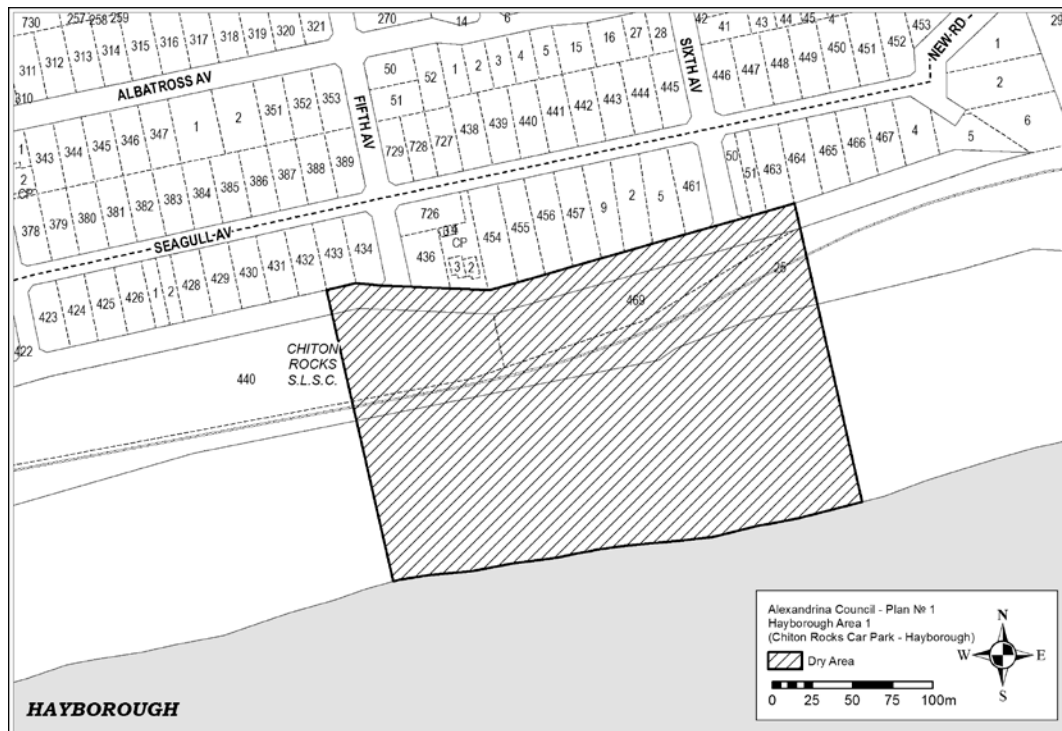 730 257 258 259 321 270 14 6 42 41 43 44 45 4 453 NEW RD 29
311 312 313 314 315 316 317 318 319 320
310
ALBATROSS AV
50 52 1 2 3 4 5 15 16 27 28
51
SIXTH AV
446 447 448 449 450 451 452
1
2
6
5
FIFTH AV
1 343 344 345 346 347 1 2 351 352 353
2
CP
729 728 727 438 439 440 441 442 443 444 445
378 379 380 381 382 383 384 385 386 387 388 389
SEAGULL AV
50 51 463 464 465 466 467 4
726
34
CP
436 3 2 454 455 456 457 9 2 5 461
422 423 424 425 426 1 2 428 429 430 431 432 433 434
469
CHITON
ROCKS
S.L.S.C.
440
HAYBOROUGH
Alexandrina Council - Plan № 1
Hayborough Area 1
(Chiton Rocks Car Park - Hayborough)
Dry Area
0 25 50 75 100m
N
W E
S